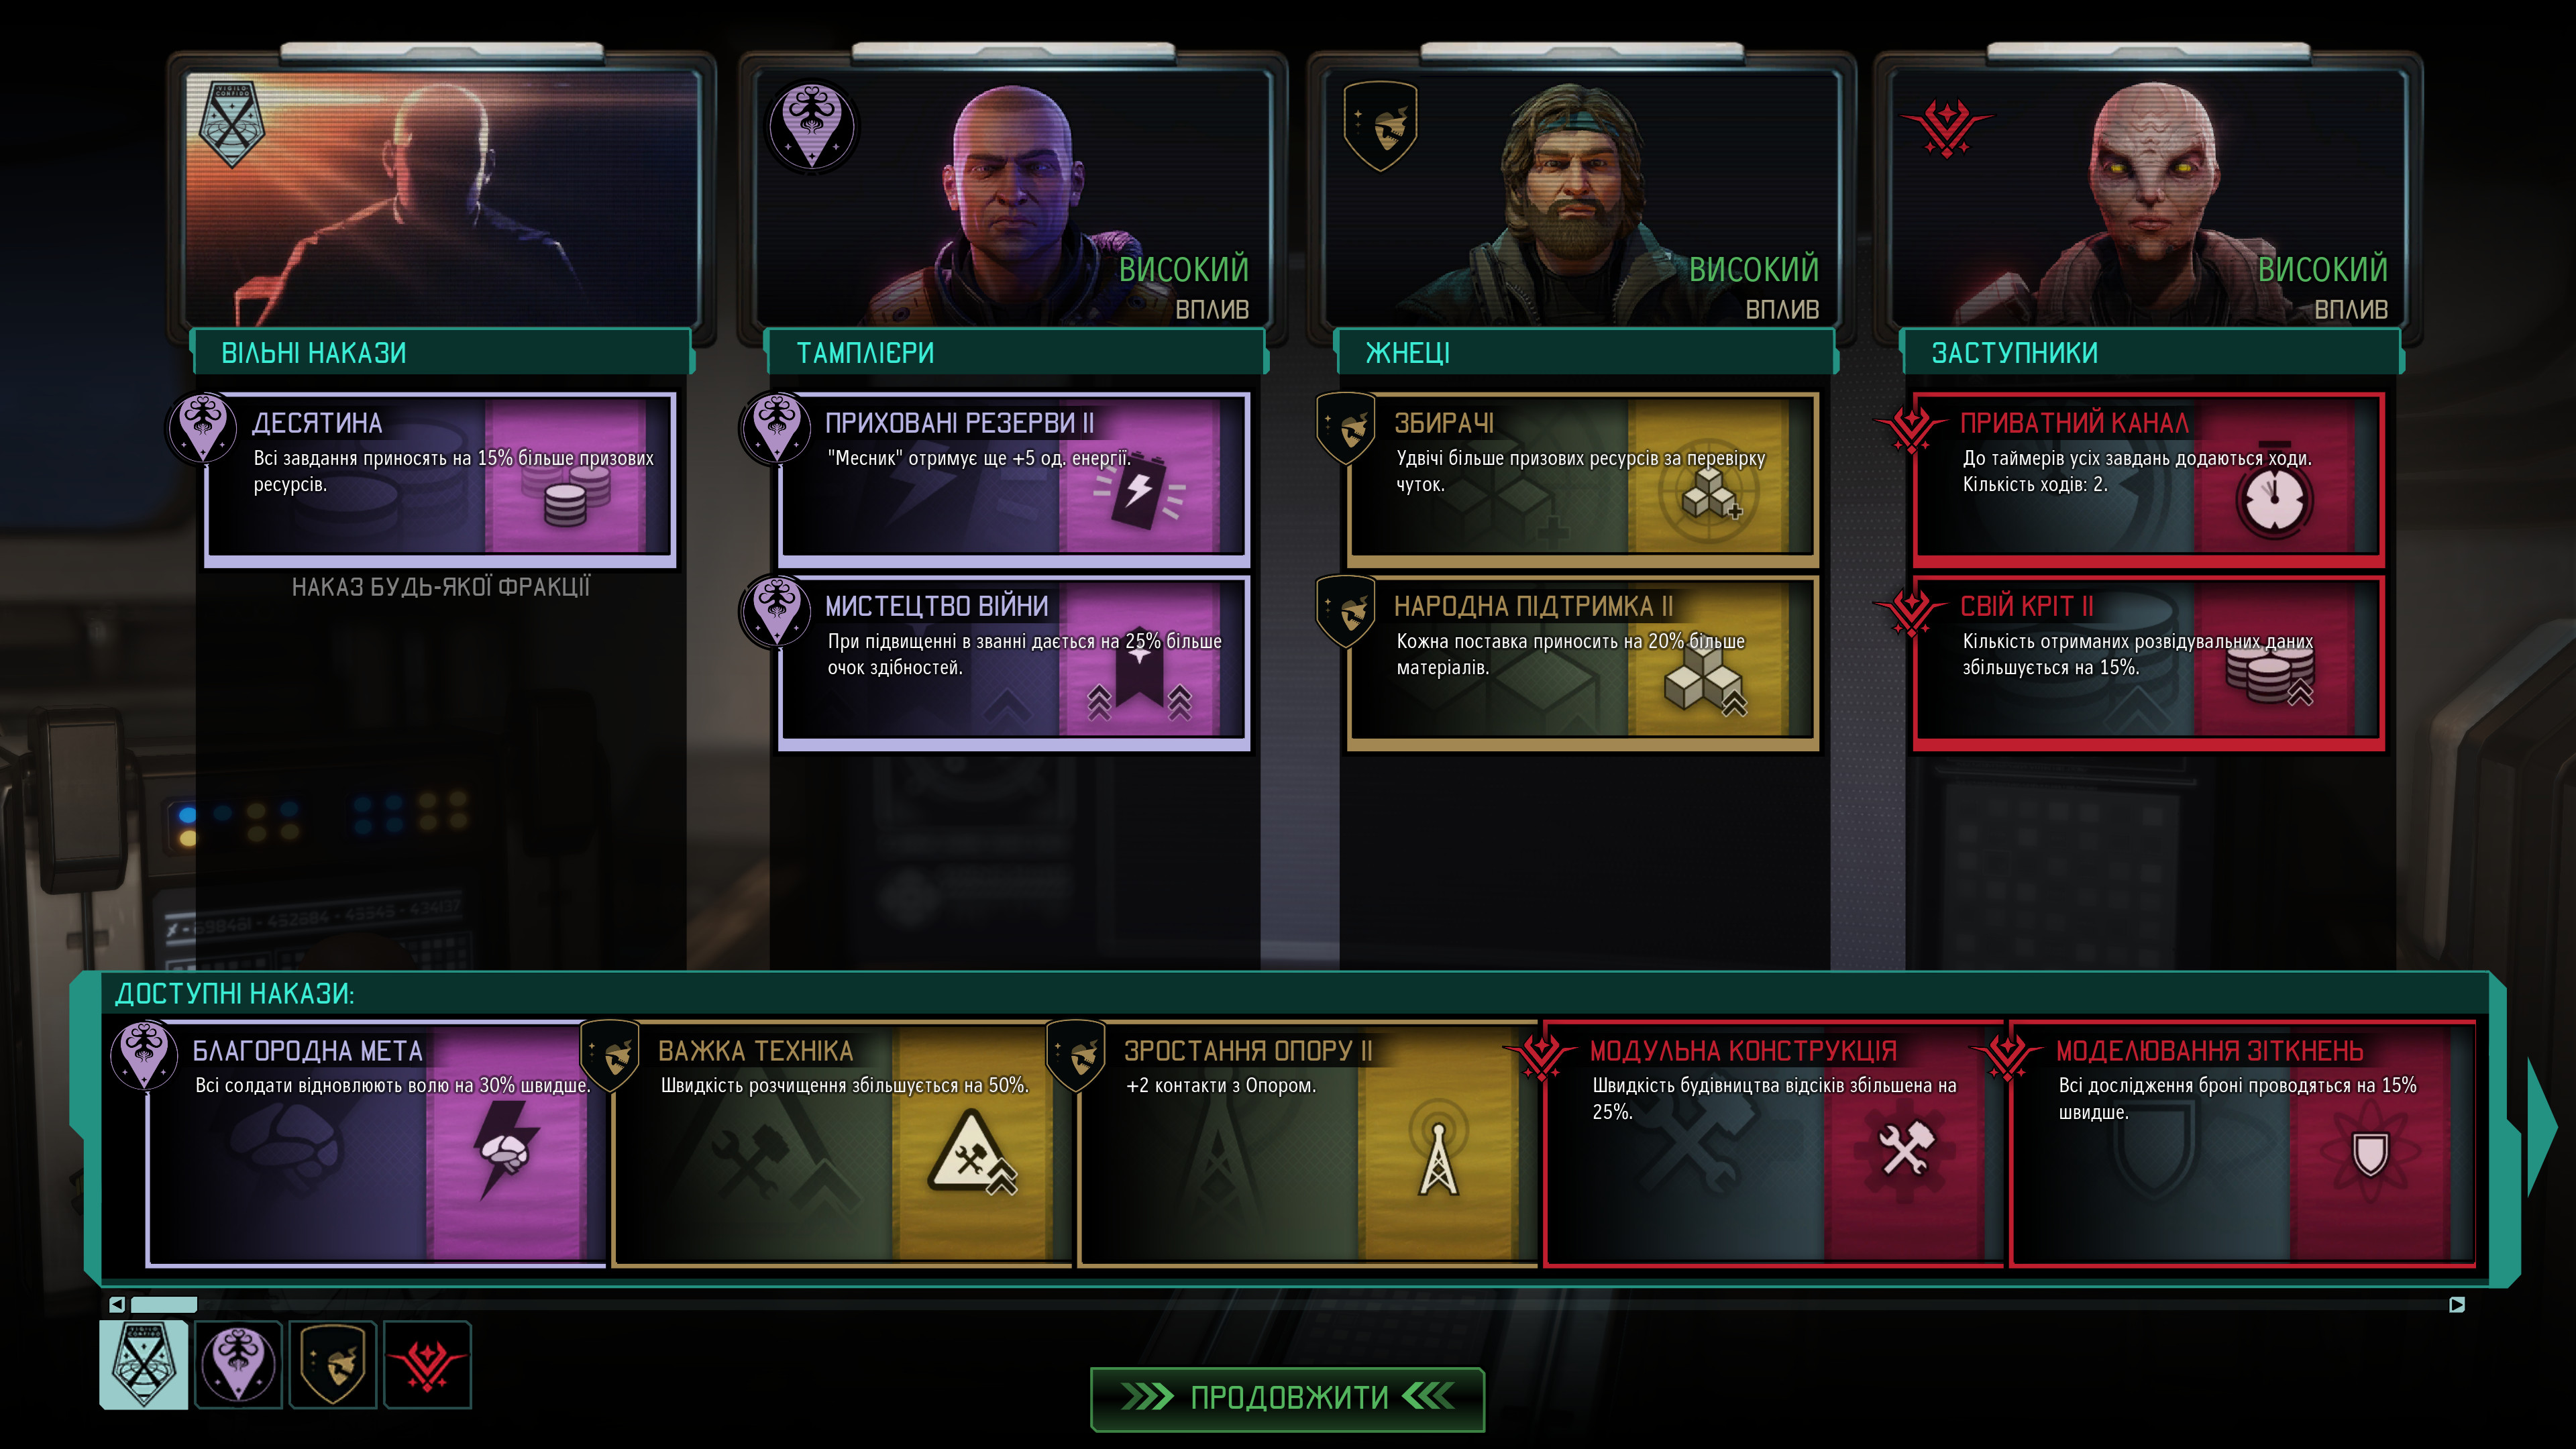 VIGILO
CONFIDO
ВИСОКИЙ
ВПЛИВ
ВИСОКИЙ
ВПЛИВ
ВИСОКИЙ
ВПЛИВ
ВІЛЬНІ НАКАЗИ
ДЕСЯТИНА
Всі завдання приносять на 15% більше призових
ресурсів.
НАКАЗ БУДЬ-ЯКОЇ ФРАКЦІЇ
ТАМПЛІЄРИ
ПРИХОВАНІ РЕЗЕРВИ II
"Месник" отримує ще +5 од. енергії.
МИСТЕЦТВО ВІЙНИ
При підвищенні в званні дається на 25% більше
очок здібностей.
ЖНЕЦІ
ЗБИРАЧІ
Удвічі більше призових ресурсів за перевірку
чуток.
НАРОДНА ПІДТРИМКА II
Кожна поставка приносить на 20% більше
матеріалів.
ЗАСТУПНИКИ
ПРИВАТНИЙ КАНАЛ
До таймерів усіх завдань додаються ходи.
Кількість ходів: 2.
СВІЙ КРІТ II
Кількість отриманих розвідувальних даних
збільшується на 15%.
ДОСТУПНІ НАКАЗИ:
БЛАГОРОДНА МЕТА
Всі солдати відновлюють волю на 30% швидше.
ВАЖКА ТЕХНІКА
Швидкість розчищення збільшується на 50%.
ЗРОСТАННЯ ОПОРУ II
+2 контакти з Опором.
МОДУЛЬНА КОНСТРУКЦІЯ
Швидкість будівництва відсіків збільшена на
25%.
МОДЕЛЮВАННЯ ЗІТКНЕНЬ
Всі дослідження броні проводяться на 15%
швидше.
VIGILO
CONFIDO
ПРОДОВЖИТИ